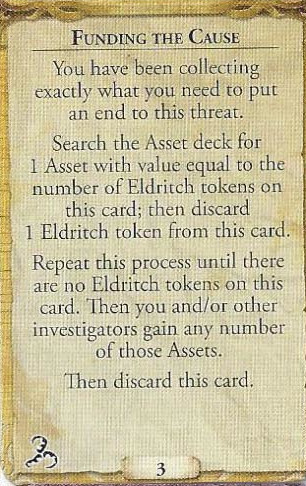 FUNDING THE CAUSE
You have been collecting
exactly what you need to put
an end to this threat.
Search the Asset deck for
1 Asset with value equal to the
number of Eldritch tokens on
this card; then discard
1 Eldritch token from this card.
Repeat this process until there
are no Eldritch tokens on this
card. Then you and/or other
investigators gain any number
of those Assets.
Then discard this card.
3